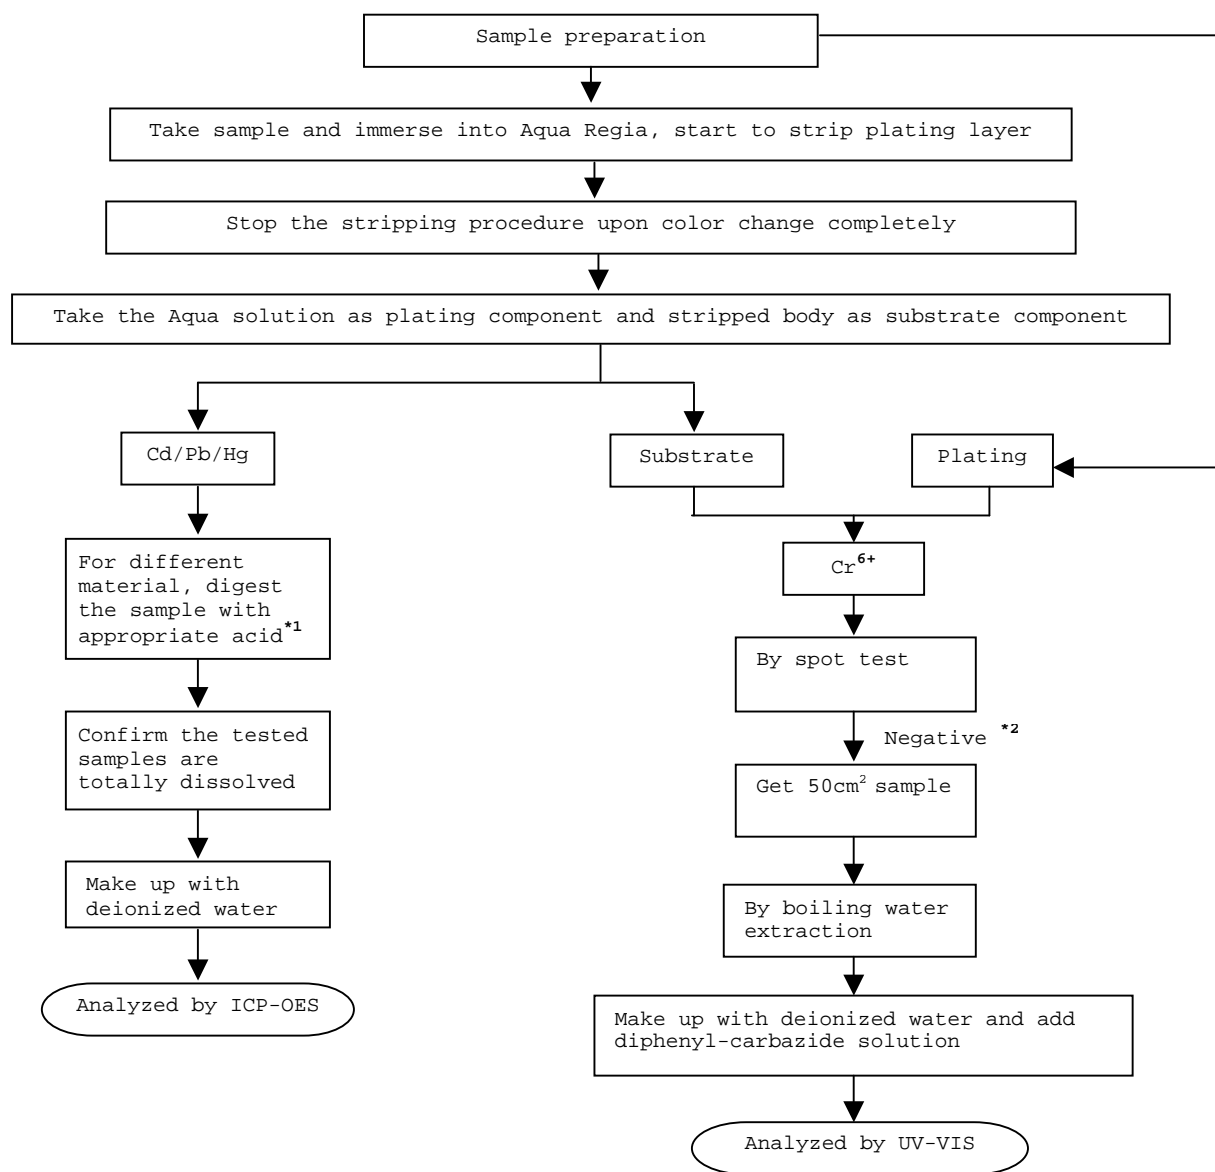 Sample preparation
Take sample and immerse into Aqua Regia, start to strip plating layer
Stop the stripping procedure upon color change completely
Take the Aqua solution as plating component and stripped body as substrate component
Cd/Pb/Hg
For different
material, digest
the sample with
appropriate acid*1
Confirm the tested
samples are
totally dissolved
Make up with
deionized water
Analyzed by ICP-OES
Substrate
Plating
Cr6+
By spot test
Negative *2
Get 50cm2 sample
By boiling water
extraction
Make up with deionized water and add
diphenyl-carbazide solution
Analyzed by UV-VIS